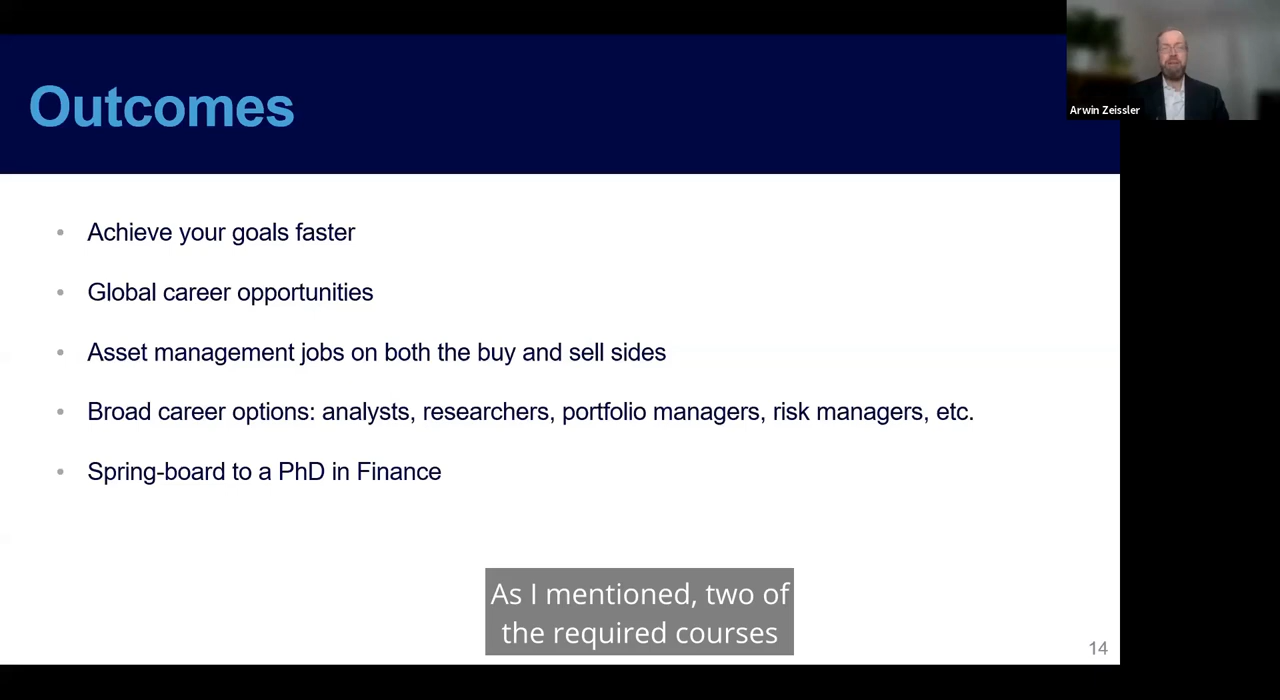 Outcomes
Arwin Zeissler
• Achieve your goals faster
• Global career opportunities
• Asset management jobs on both the buy and sell sides
• Broad career options: analysts, researchers, portfolio managers, risk managers, etc.
• Spring-board to a PhD in Finance
As I mentioned, two of
the required courses
14